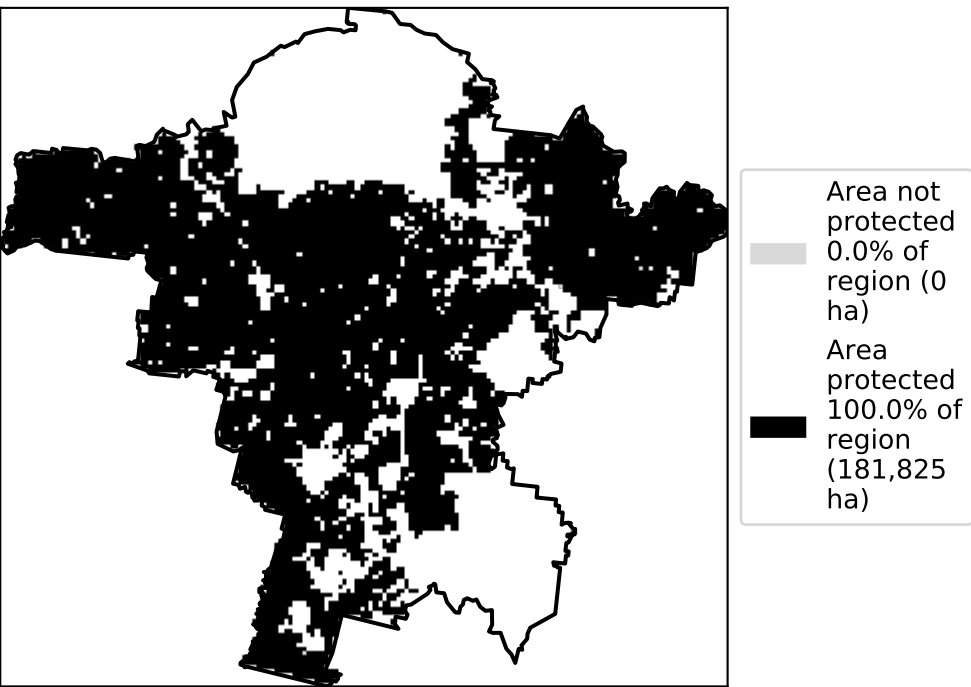 Area not
protected
0.0% of
region (0
ha)
Area
protected
100.0% of
region
(181,825
ha)